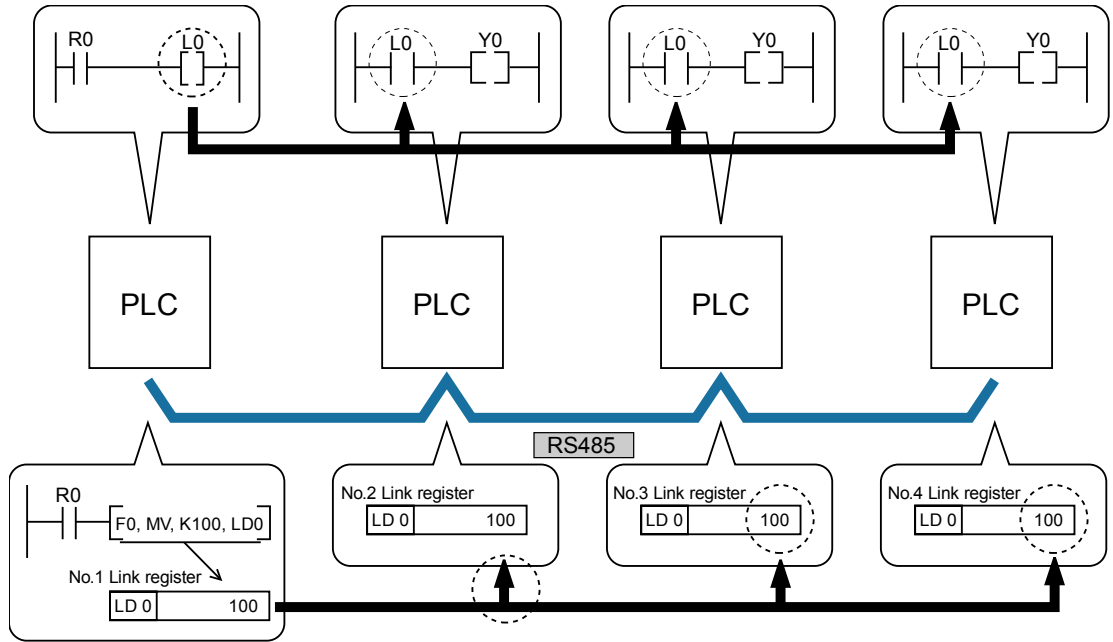 R0 L0
L0 Y0
L0 Y0
L0 Y0
PLC
PLC
PLC
PLC
RS485
R0
F0, MV, K100, LD0
No.1 Link register
LD 0 100
No.2 Link register
LD 0 100
No.3 Link register
LD 0 100
No.4 Link register
LD 0 100